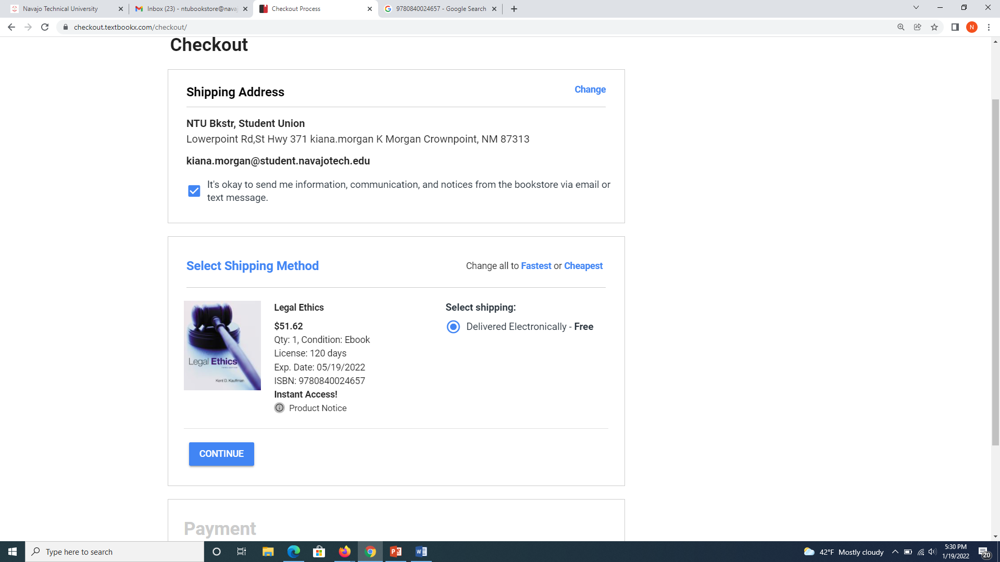 Navajo Technical University
Inbox (23) - ntubookstore@navaj
Checkout Process
9780840024657 - Google Search
checkout.textbookx.com/checkout/
N
Checkout
Shipping Address
Change
NTU Bkstr, Student Union
Lowerpoint Rd,St Hwy 371 kiana.morgan K Morgan Crownpoint, NM 87313
kiana.morgan@student.navajotech.edu
It's okay to send me information, communication, and notices from the bookstore via email or
text message.
Select Shipping Method
Change all to Fastest or Cheapest
Legal Ethics
THIRD EDITION
Kent D. Kauffman
Legal Ethics
$51.62
Qty: 1, Condition: Ebook
License: 120 days
Exp. Date: 05/19/2022
ISBN: 9780840024657
Instant Access!
Product Notice
Select shipping:
Delivered Electronically - Free
CONTINUE
Payment
Type here to search
42°F Mostly cloudy
5:30 PM
1/19/2022
20